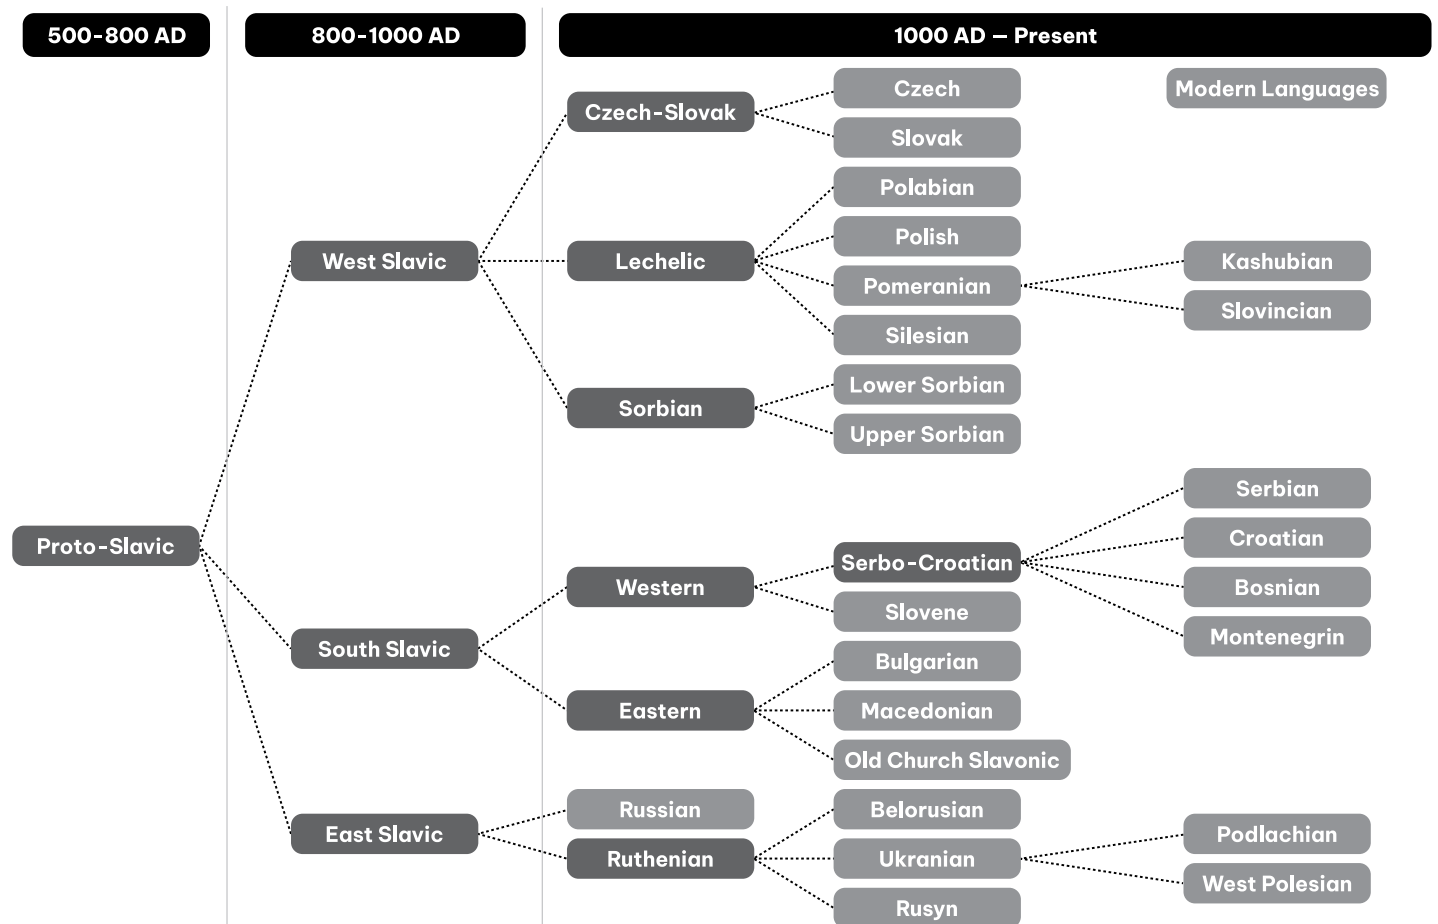 500-800 AD
800-1000 AD
1000 AD — Present
Modern Languages
Proto-Slavic
West Slavic
Czech-Slovak
Czech
Slovak
Lechelic
Polabian
Polish
Pomeranian
Kashubian
Slovincian
Silesian
Sorbian
Lower Sorbian
Upper Sorbian
South Slavic
Western
Serbo-Croatian
Serbian
Croatian
Bosnian
Montenegrin
Slovene
Eastern
Bulgarian
Macedonian
Old Church Slavonic
East Slavic
Russian
Ruthenian
Belorusian
Ukranian
Podlachian
West Polesian
Rusyn